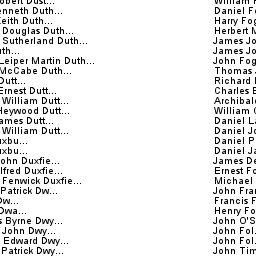 obert Dust... William
enneth Duth... Daniel F
Keith Duth... Harry Fog
Douglas Duth... Herbert M
Sutherland Duth... James Jo
uth... James Jo
Leiper Martin Duth... John Fog
McCabe Duth... Thomas
Dutt... Richard
Ernest Dutt... Charles E
William Dutt... Archibald
Heywood Dutt... William C
ames Dutt... Daniel La
William Dutt... Daniel Jo
uxbu... Daniel P
uxbu... Daniel Ja
ohn Duxfie... James De
lfred Duxfie... Ernest Fo
Fenwick Duxfie... Michael
Patrick Dw... John Fran
Dw... Francis F
Dwa... Henry Fo
s Byrne Dwy... John O'S
John Dwy... John Fol.
Edward Dwy... John Fol.
Patrick Dwy... John Tim